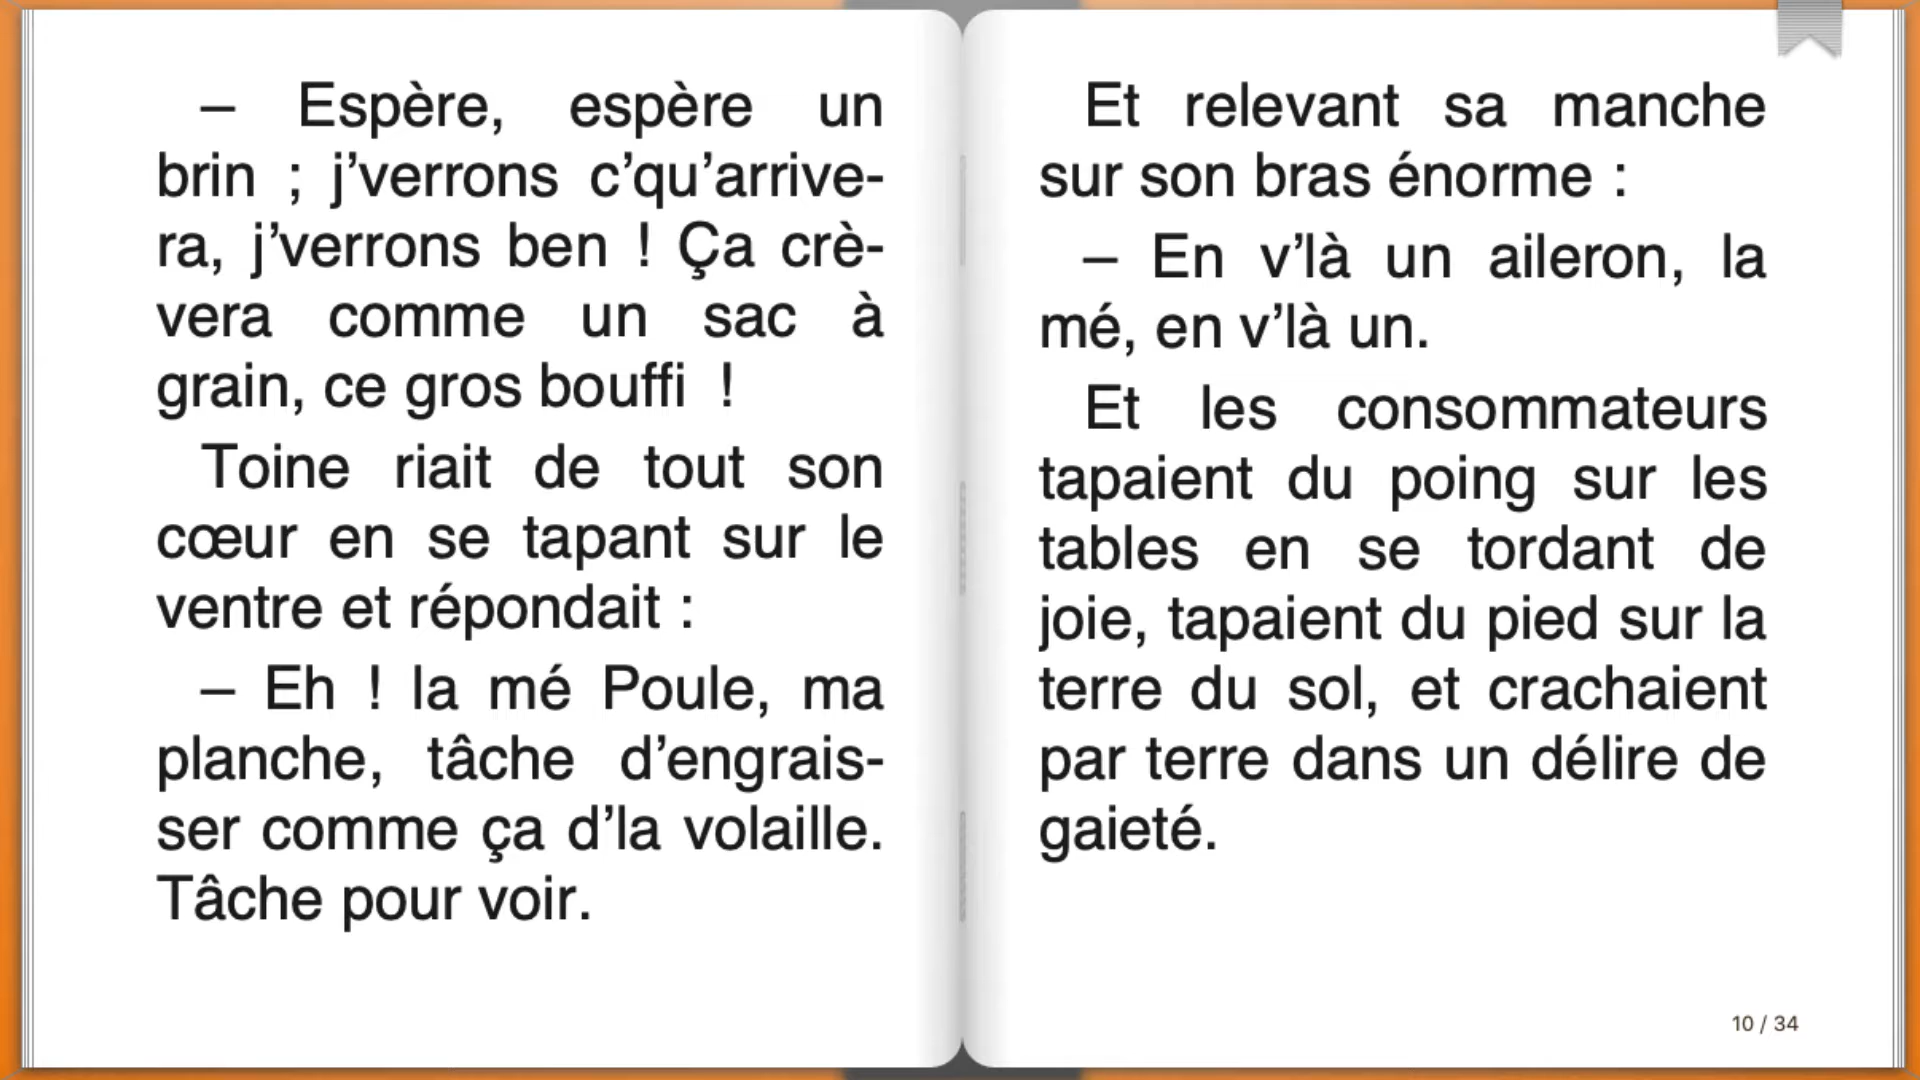 – Espère, espère un
brin ; j’verrons c’qu’arrive-
ra, j’verrons ben ! Ça crè-
vera comme un sac à
grain, ce gros bouffi !
Toine riait de tout son
cœur en se tapant sur le
ventre et répondait :
– Eh ! la mé Poule, ma
planche, tâche d’engrais-
ser comme ça d’la volaille.
Tâche pour voir.
Et relevant sa manche
sur son bras énorme :
– En v’là un aileron, la
mé, en v’là un.
Et les consommateurs
tapaient du poing sur les
tables en se tordant de
joie, tapaient du pied sur la
terre du sol, et crachaient
par terre dans un délire de
gaieté.
10 / 34